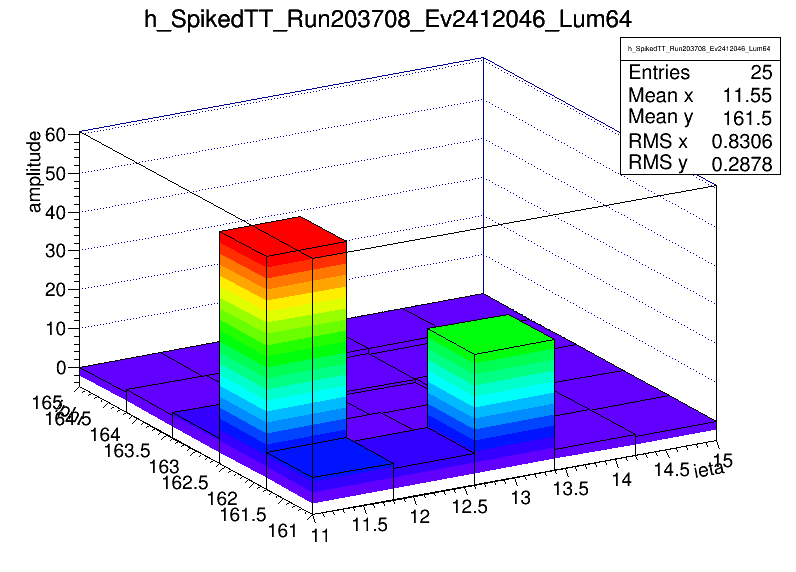 h_SpikedTT_Run203708_Ev2412046_Lum64
h_SpikedTT_Run203708_Ev2412046_Lum64
Entries 25
Mean x 11.55
Mean y 161.5
RMS x 0.8306
RMS y 0.2878
amplitude
60
50
40
30
20
10
0
165
164.5
164
163.5
163
162.5
162
161.5
161
11
11.5
12
12.5
13
13.5
14
14.5
15
ieta